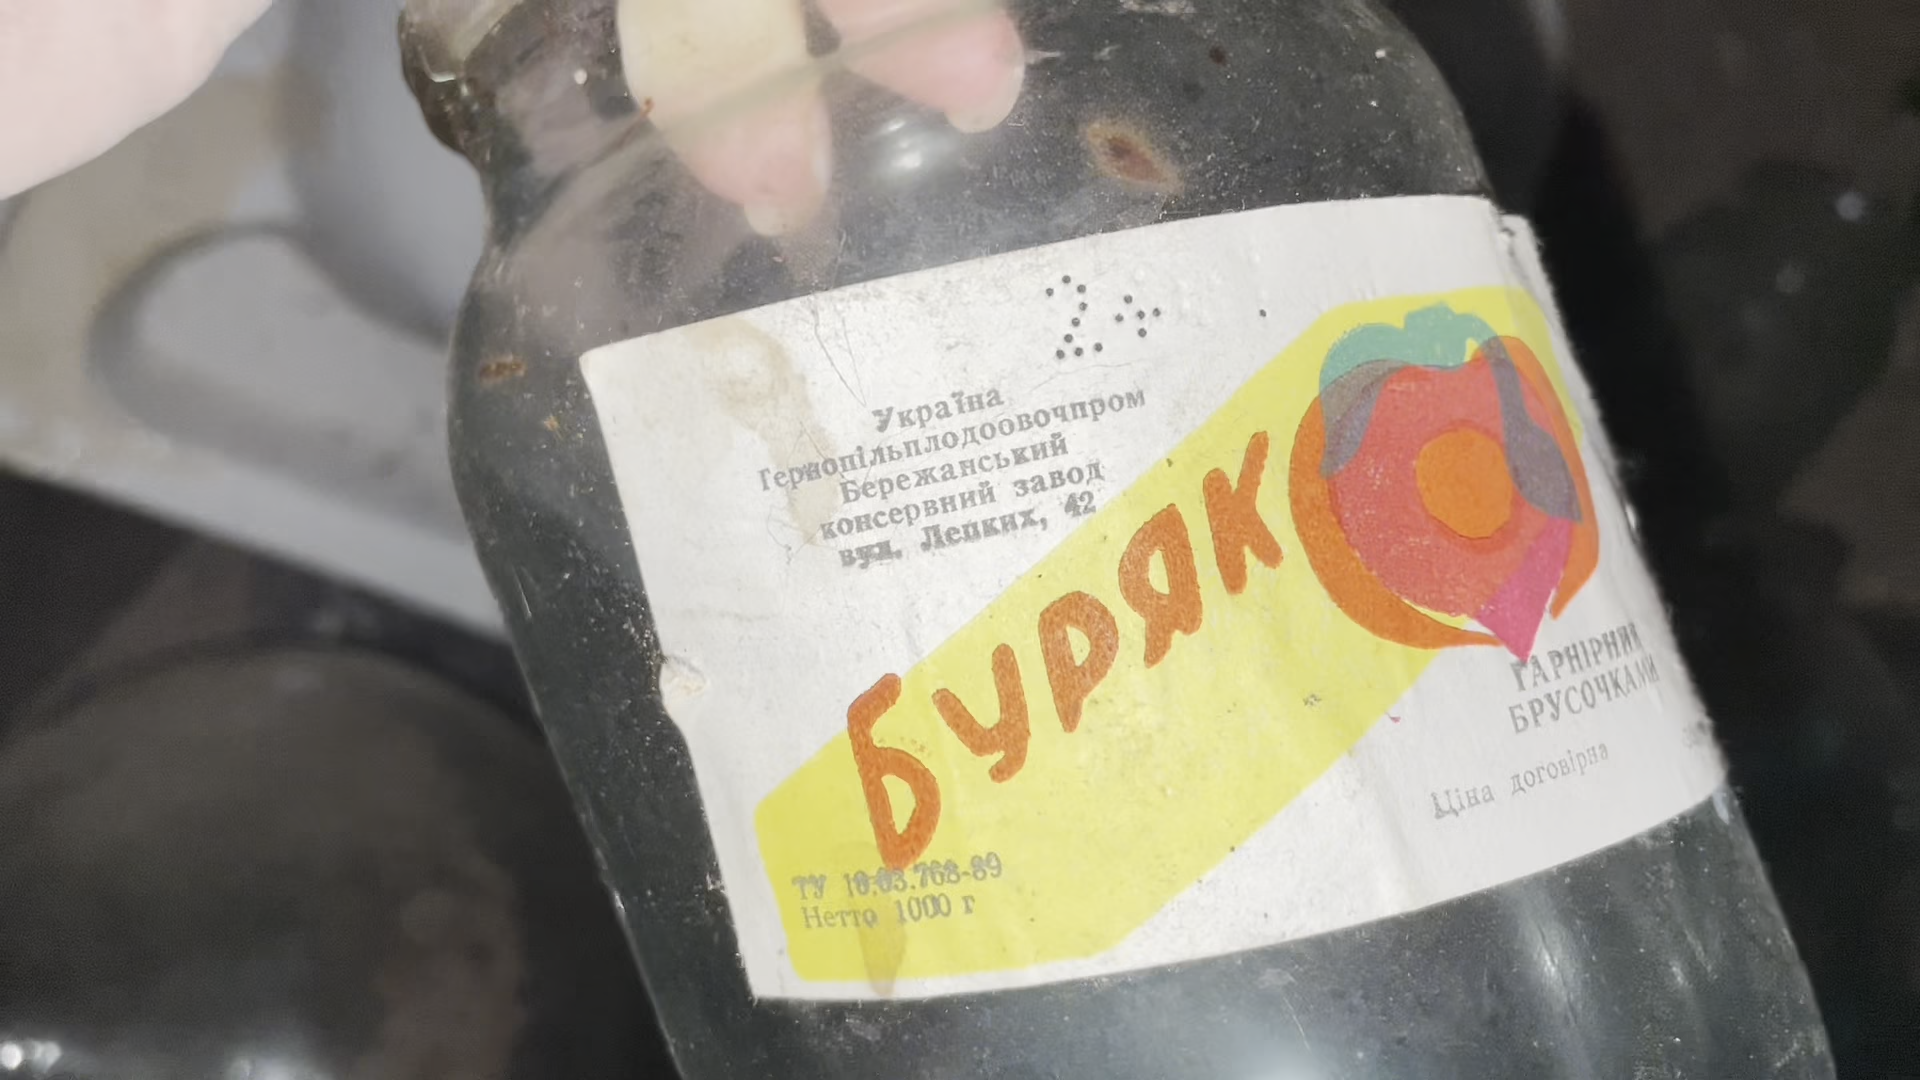 2+
Україна
Тернопільплодоовочпром
Бережанський
консервний завод
вул. Лепких, 42
БУРЯК
ГАРНІРНИЙ
БРУСОЧКАМИ
Ціна договірна
ТУ 10.03.768-89
Нетто 1000 г